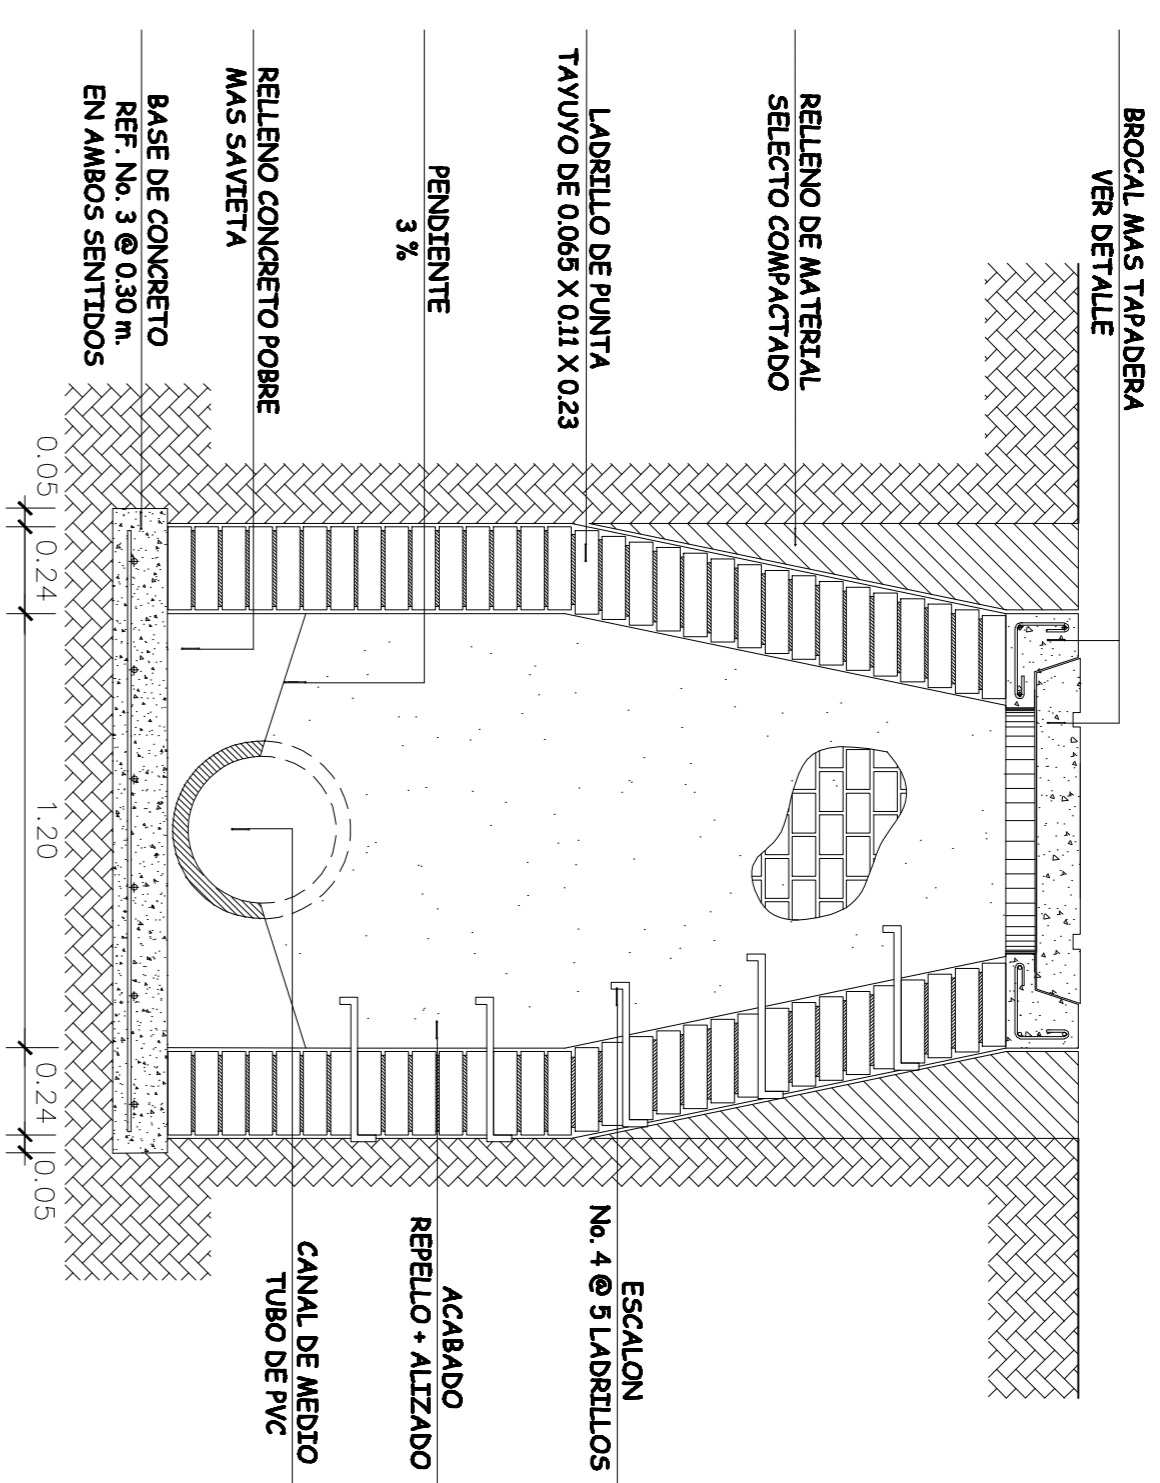 BROCAL MAS TAPADERA
VER DETALLE
RELLENO DE MATERIAL
SELECTO COMPACTADO
LADRILLO DE PUNTA
TAYUYO DE 0.065 X 0.11 X 0.23
PENDIENTE
3 %
RELLENO CONCRETO POBRE
MAS SAVIETA
BASE DE CONCRETO
REF. No. 3 @ 0.30 m.
EN AMBOS SENTIDOS
ESCALON
No. 4 @ 5 LADRILLOS
ACABADO
REPELLO + ALIZADO
CANAL DE MEDIO
TUBO DE PVC
0.05
0.24
1.20
0.24
0.05